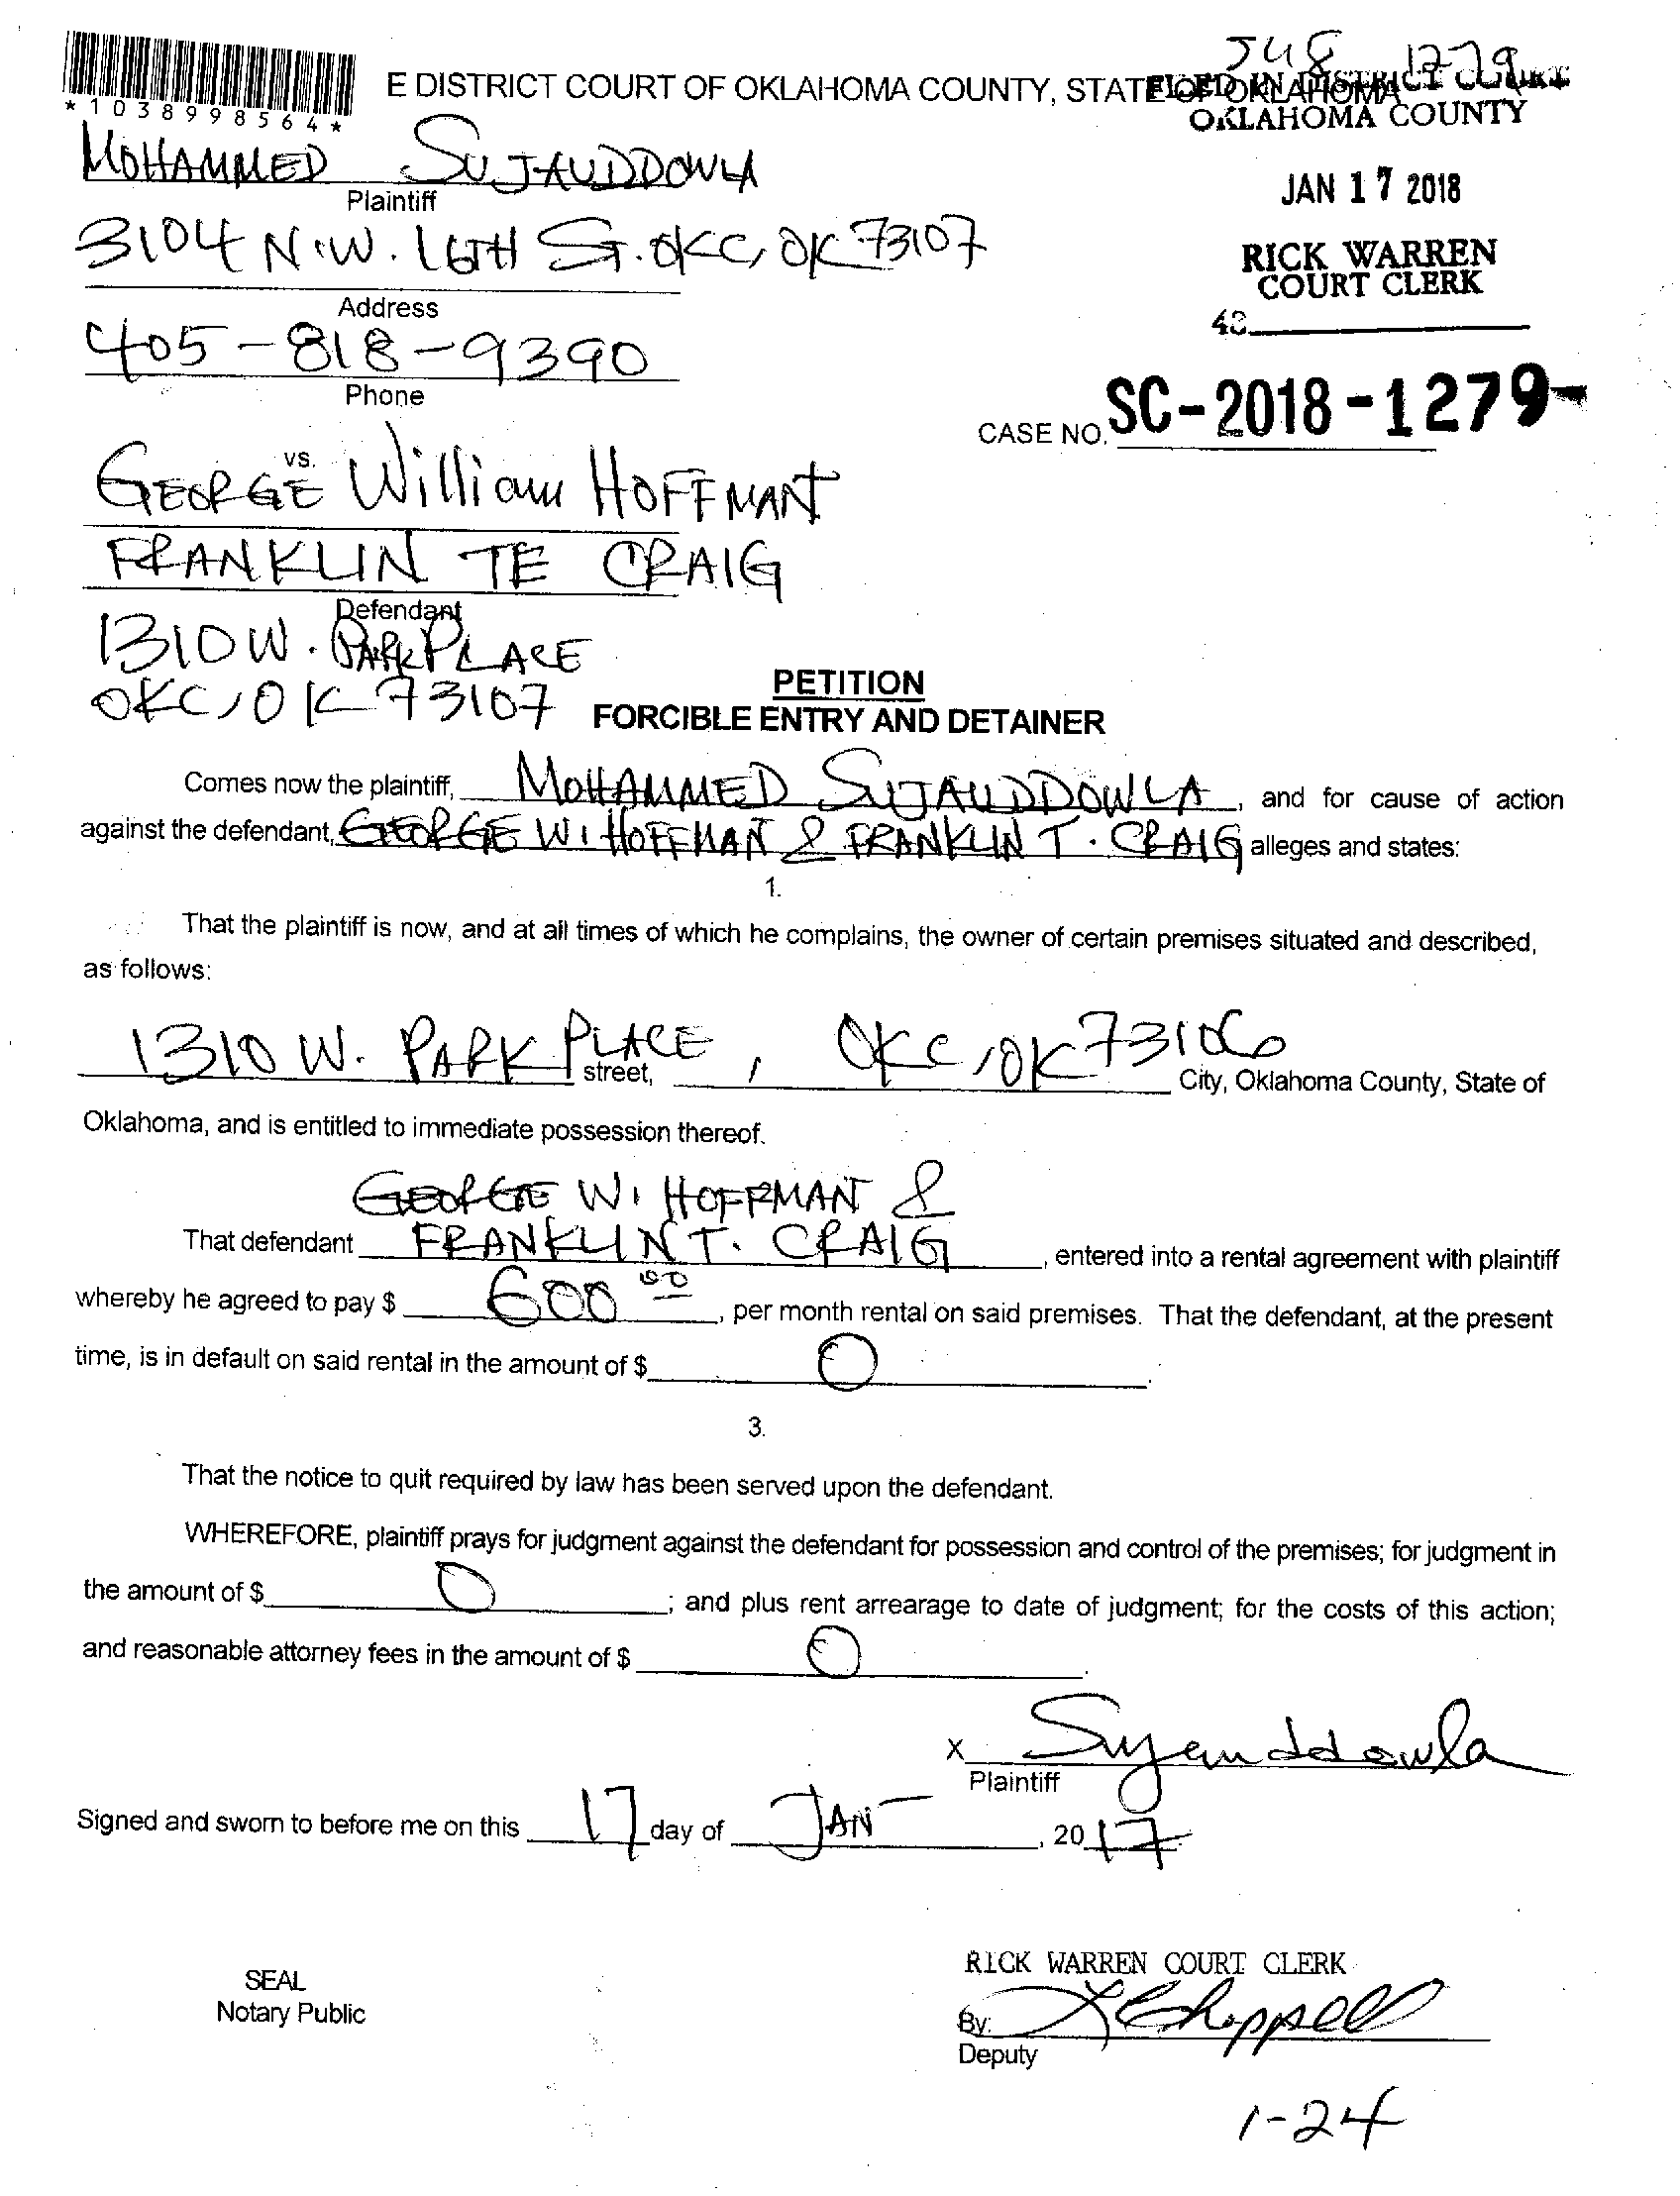 E DISTRICT COURT OF OKLAHOMA COUNTY, STATE OF OKLAHOMA
*1038998564*
FILED IN DISTRICT COURT
OKLAHOMA COUNTY
JAN 17 2018
RICK WARREN
COURT CLERK
MOHAMMED SUJAUDDOWLA
Plaintiff
3104 N.W. 16TH ST. OKC, OK 73107
Address
405-818-9390
Phone
CASE NO. SC-2018-1279-
vs.
GEORGE William HOFFMAN
FRANKLIN TE CRAIG
Defendant
1310 W. PARK PLACE
OKC, OK 73107
PETITION
FORCIBLE ENTRY AND DETAINER
Comes now the plaintiff, MOHAMMED SUJAUDDOWLA, and for cause of action
against the defendant, GEORGE W. HOFFMAN & FRANKLIN T. CRAIG alleges and states:
1.
That the plaintiff is now, and at all times of which he complains, the owner of certain premises situated and described,
as follows:
1310 W. PARK PLACE street, , OKC, OK 73106 City, Oklahoma County, State of
Oklahoma, and is entitled to immediate possession thereof.
GEORGE W. HOFFMAN &
That defendant FRANKLIN T. CRAIG, entered into a rental agreement with plaintiff
whereby he agreed to pay $ 600 00, per month rental on said premises. That the defendant, at the present
time, is in default on said rental in the amount of $ 0.
3.
That the notice to quit required by law has been served upon the defendant.
WHEREFORE, plaintiff prays for judgment against the defendant for possession and control of the premises; for judgment in
the amount of $ 0; and plus rent arrearage to date of judgment; for the costs of this action;
and reasonable attorney fees in the amount of $ 0.
X Sujauddowla
Plaintiff
Signed and sworn to before me on this 17 day of JAN, 20 17
RICK WARREN COURT CLERK
SEAL
Notary Public
By: Chappell
Deputy
1-24